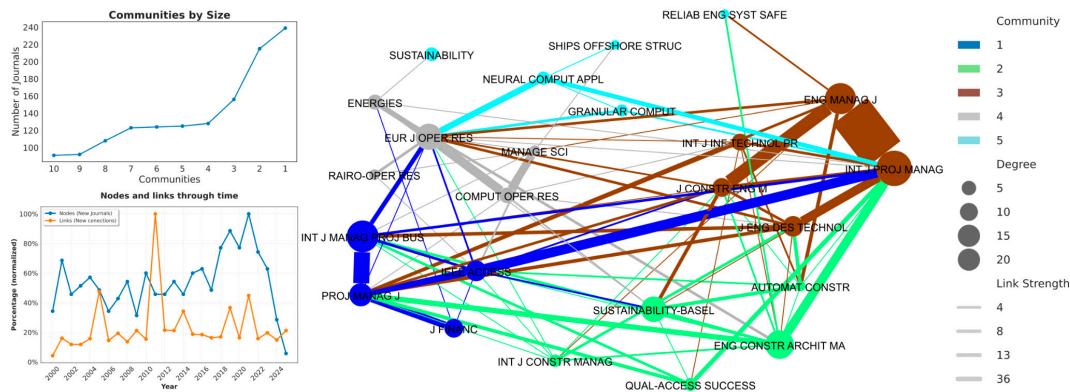 Communities by Size
Number of Journals
240
220
200
180
160
140
120
100
10 9 8 7 6 5 4 3 2 1
Communities
Nodes and links through time
Nodes (New Journals)
Links (New conections)
Percentage (normalized)
100%
80%
60%
40%
20%
0%
2000 2002 2004 2006 2008 2010 2012 2014 2016 2018 2020 2022 2024
Year
RELIAB ENG SYST SAFE
SHIPS OFFSHORE STRUC
SUSTAINABILITY
NEURAL COMPUT APPL
ENERGIES
ENG MANAG J
GRANULAR COMPUT
EUR J OPER RES
INT J INF TECHNOL PR
MANAGE SCI
INT J PROJ MANAG
RAIRO-OPER RES
J CONSTR ENG M
COMPUT OPER RES
J ENG DES TECHNOL
INT J MANAG PROJ BUS
IEEE ACCESS
AUTOMAT CONSTR
PROJ MANAG J
SUSTAINABILITY-BASEL
J FINANC
ENG CONSTR ARCHIT MA
INT J CONSTR MANAG
QUAL-ACCESS SUCCESS
Community
1
2
3
4
5
Degree
5
10
15
20
Link Strength
4
8
13
36